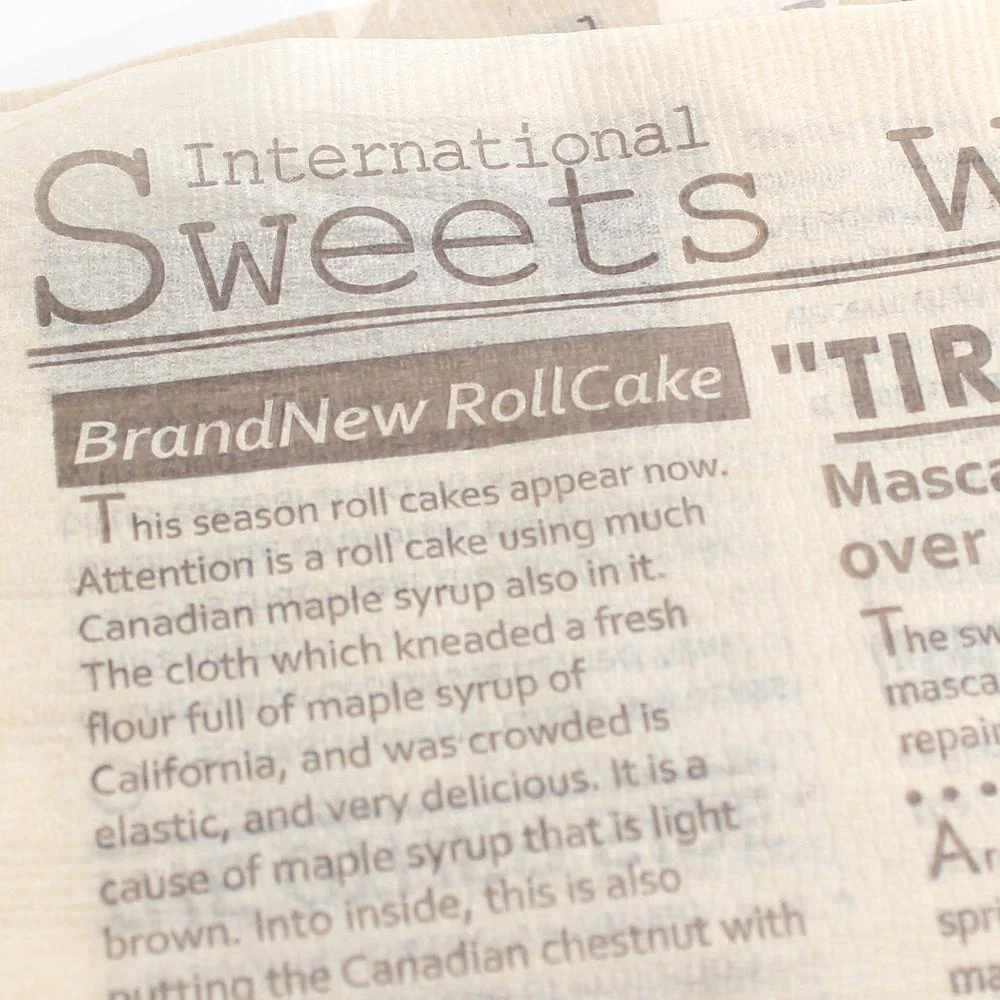 International
Sweets W
BrandNew RollCake
This season roll cakes appear now.
Attention is a roll cake using much
Canadian maple syrup also in it.
The cloth which kneaded a fresh
flour full of maple syrup of
California, and was crowded is
elastic, and very delicious. It is a
cause of maple syrup that is light
brown. Into inside, this is also
putting the Canadian chestnut with
"TIR
Masca
over
The sw
masca
repair
• • •
Ar
spri
ma